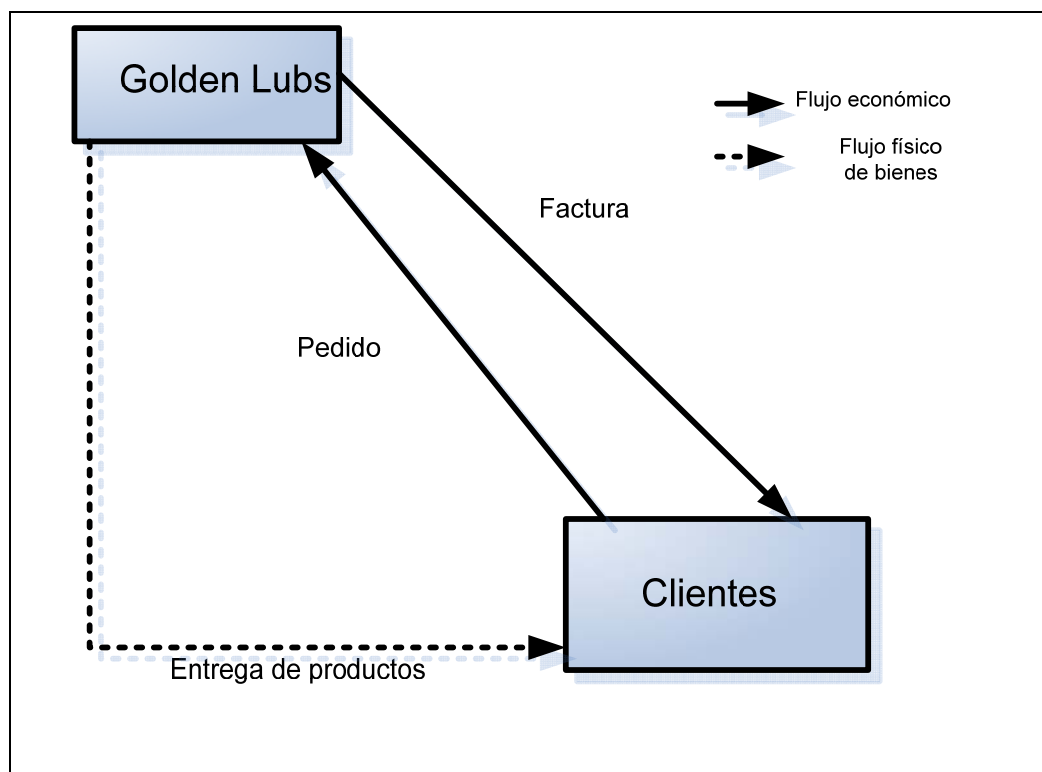 Golden Lubs
Flujo económico
Flujo físico
de bienes
Factura
Pedido
Clientes
Entrega de productos